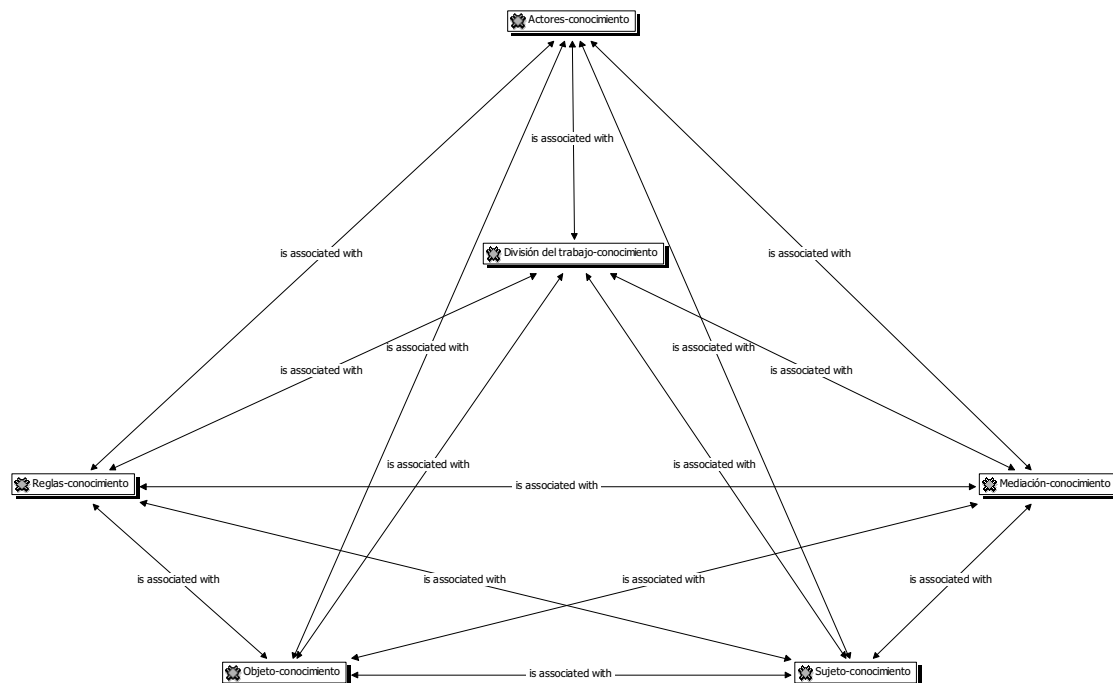 Actores-conocimiento
is associated with
División del trabajo-conocimiento
is associated with
is associated with
is associated with
is associated with
is associated with
is associated with
is associated with
Reglas-conocimiento
is associated with
Mediación-conocimiento
is associated with
is associated with
is associated with
is associated with
Objeto-conocimiento
is associated with
Sujeto-conocimiento
is associated with